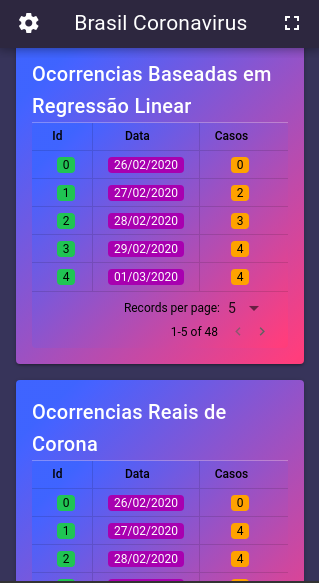 Brasil Coronavirus
Ocorrencias Baseadas em
Regressão Linear
Id Data Casos
0 26/02/2020 0
1 27/02/2020 2
2 28/02/2020 3
3 29/02/2020 4
4 01/03/2020 4
Records per page: 5
1-5 of 48
Ocorrencias Reais de
Corona
Id Data Casos
0 26/02/2020 0
1 27/02/2020 4
2 28/02/2020 4